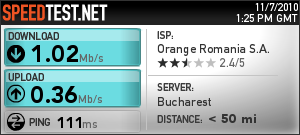 SPEEDTEST.NET
11/7/2010
1:25 PM GMT
DOWNLOAD
1.02 Mb/s
UPLOAD
0.36 Mb/s
PING 111 ms
ISP:
Orange Romania S.A.
2.4/5
SERVER:
Bucharest
DISTANCE: < 50 mi